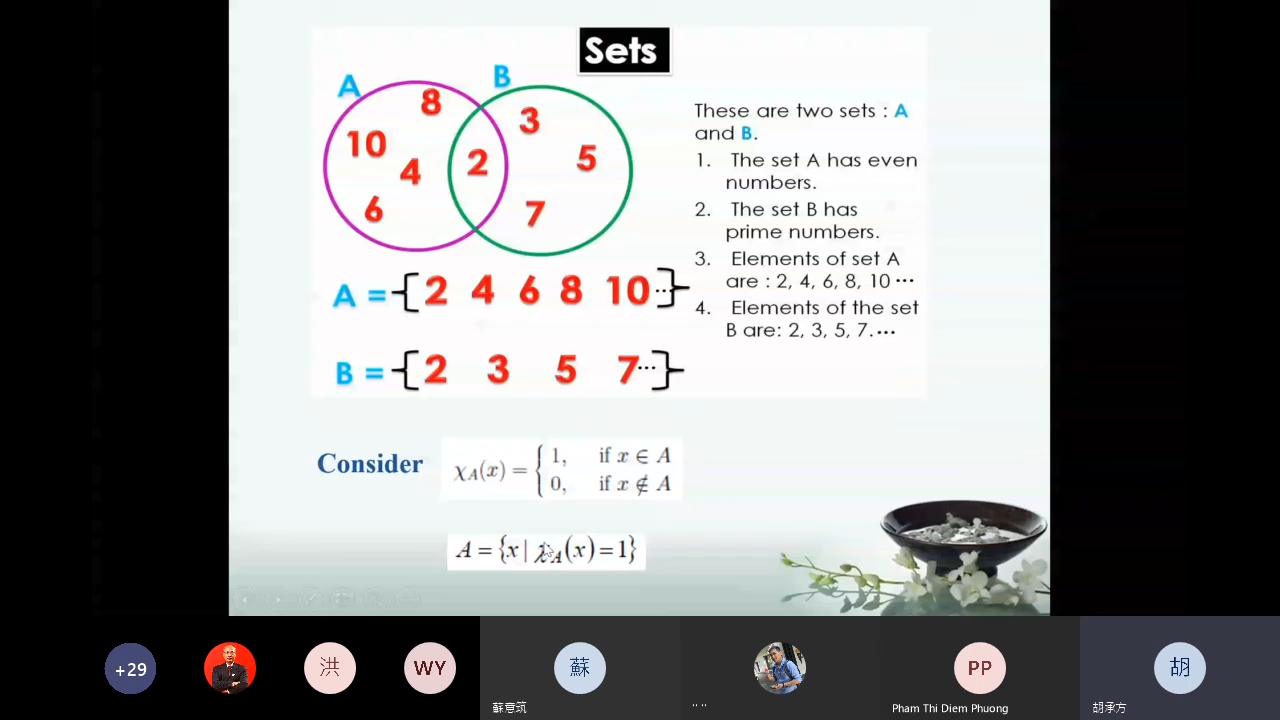 Sets
A
B
8
3
10
4
2
5
6
7
A = { 2 4 6 8 10 ... }
B = { 2 3 5 7 ... }
These are two sets : A
and B.
1. The set A has even
numbers.
2. The set B has
prime numbers.
3. Elements of set A
are : 2, 4, 6, 8, 10 ...
4. Elements of the set
B are: 2, 3, 5, 7. ...
Consider
χA(x) = { 1, if x ∈ A
0, if x ∉ A
A = {x | χA(x) = 1}
+29
洪
WY
蘇
PP
胡
蘇意筑
" "
Pham Thi Diem Phuong
胡承方